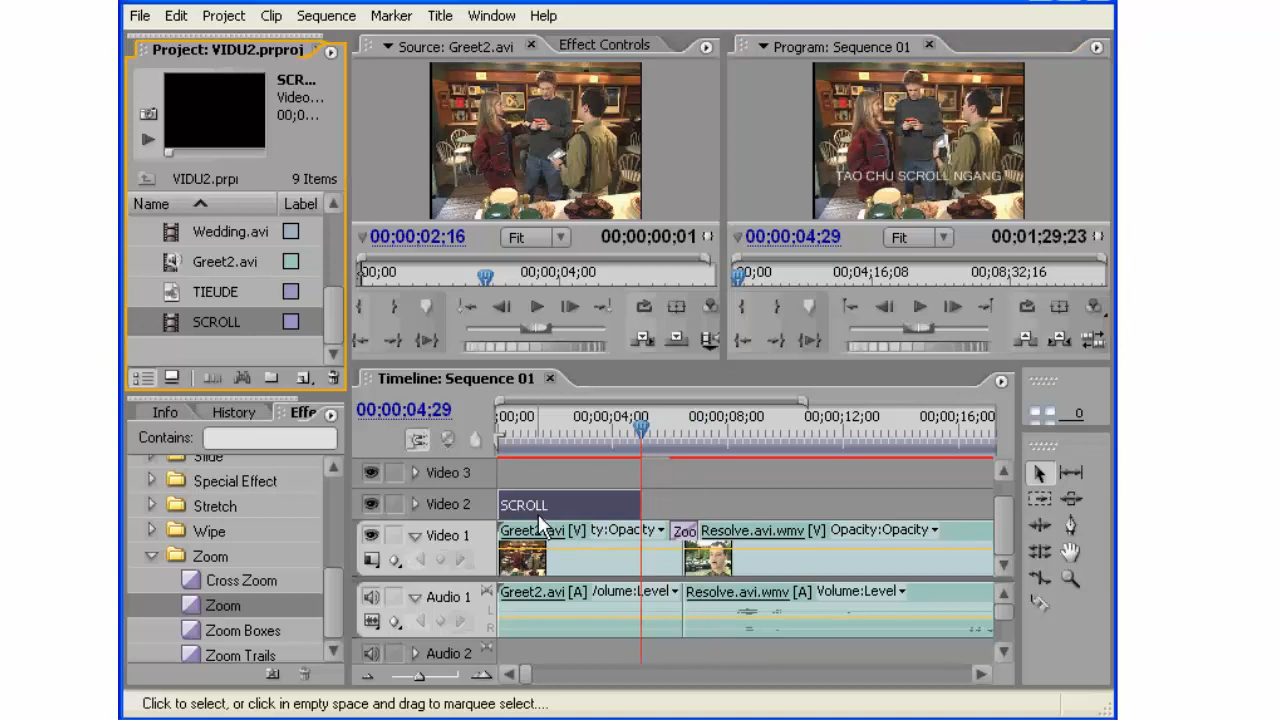 File Edit Project Clip Sequence Marker Title Window Help
Project: VIDU2.prproj
SCR...
Video...
00;0...
VIDU2.prpi 9 Items
Name Label
Wedding.avi
Greet2.avi
TIEUDE
SCROLL
Source: Greet2.avi Effect Controls
00;00;02;16 Fit 00;00;00;01
00;00 00;00;04;00
Program: Sequence 01
TAO CHU SCROLL NGANG
00;00;04;29 Fit 00;01;29;23
00;00 00;04;16;08 00;08;32;16
Info History Effe
Contains:
Slide
Special Effect
Stretch
Wipe
Zoom
Cross Zoom
Zoom
Zoom Boxes
Zoom Trails
Timeline: Sequence 01
00;00;04;29
;00;00 00;00;04;00 00;00;08;00 00;00;12;00 00;00;16;00
Video 3
Video 2 SCROLL
Greet2.avi [V] ty:Opacity Zoo Resolve.avi.wmv [V] Opacity:Opacity
Video 1
Audio 1 Greet2.avi [A] /olume:Level Resolve.avi.wmv [A] Volume:Level
L
R
Audio 2
0
Click to select, or click in empty space and drag to marquee select....